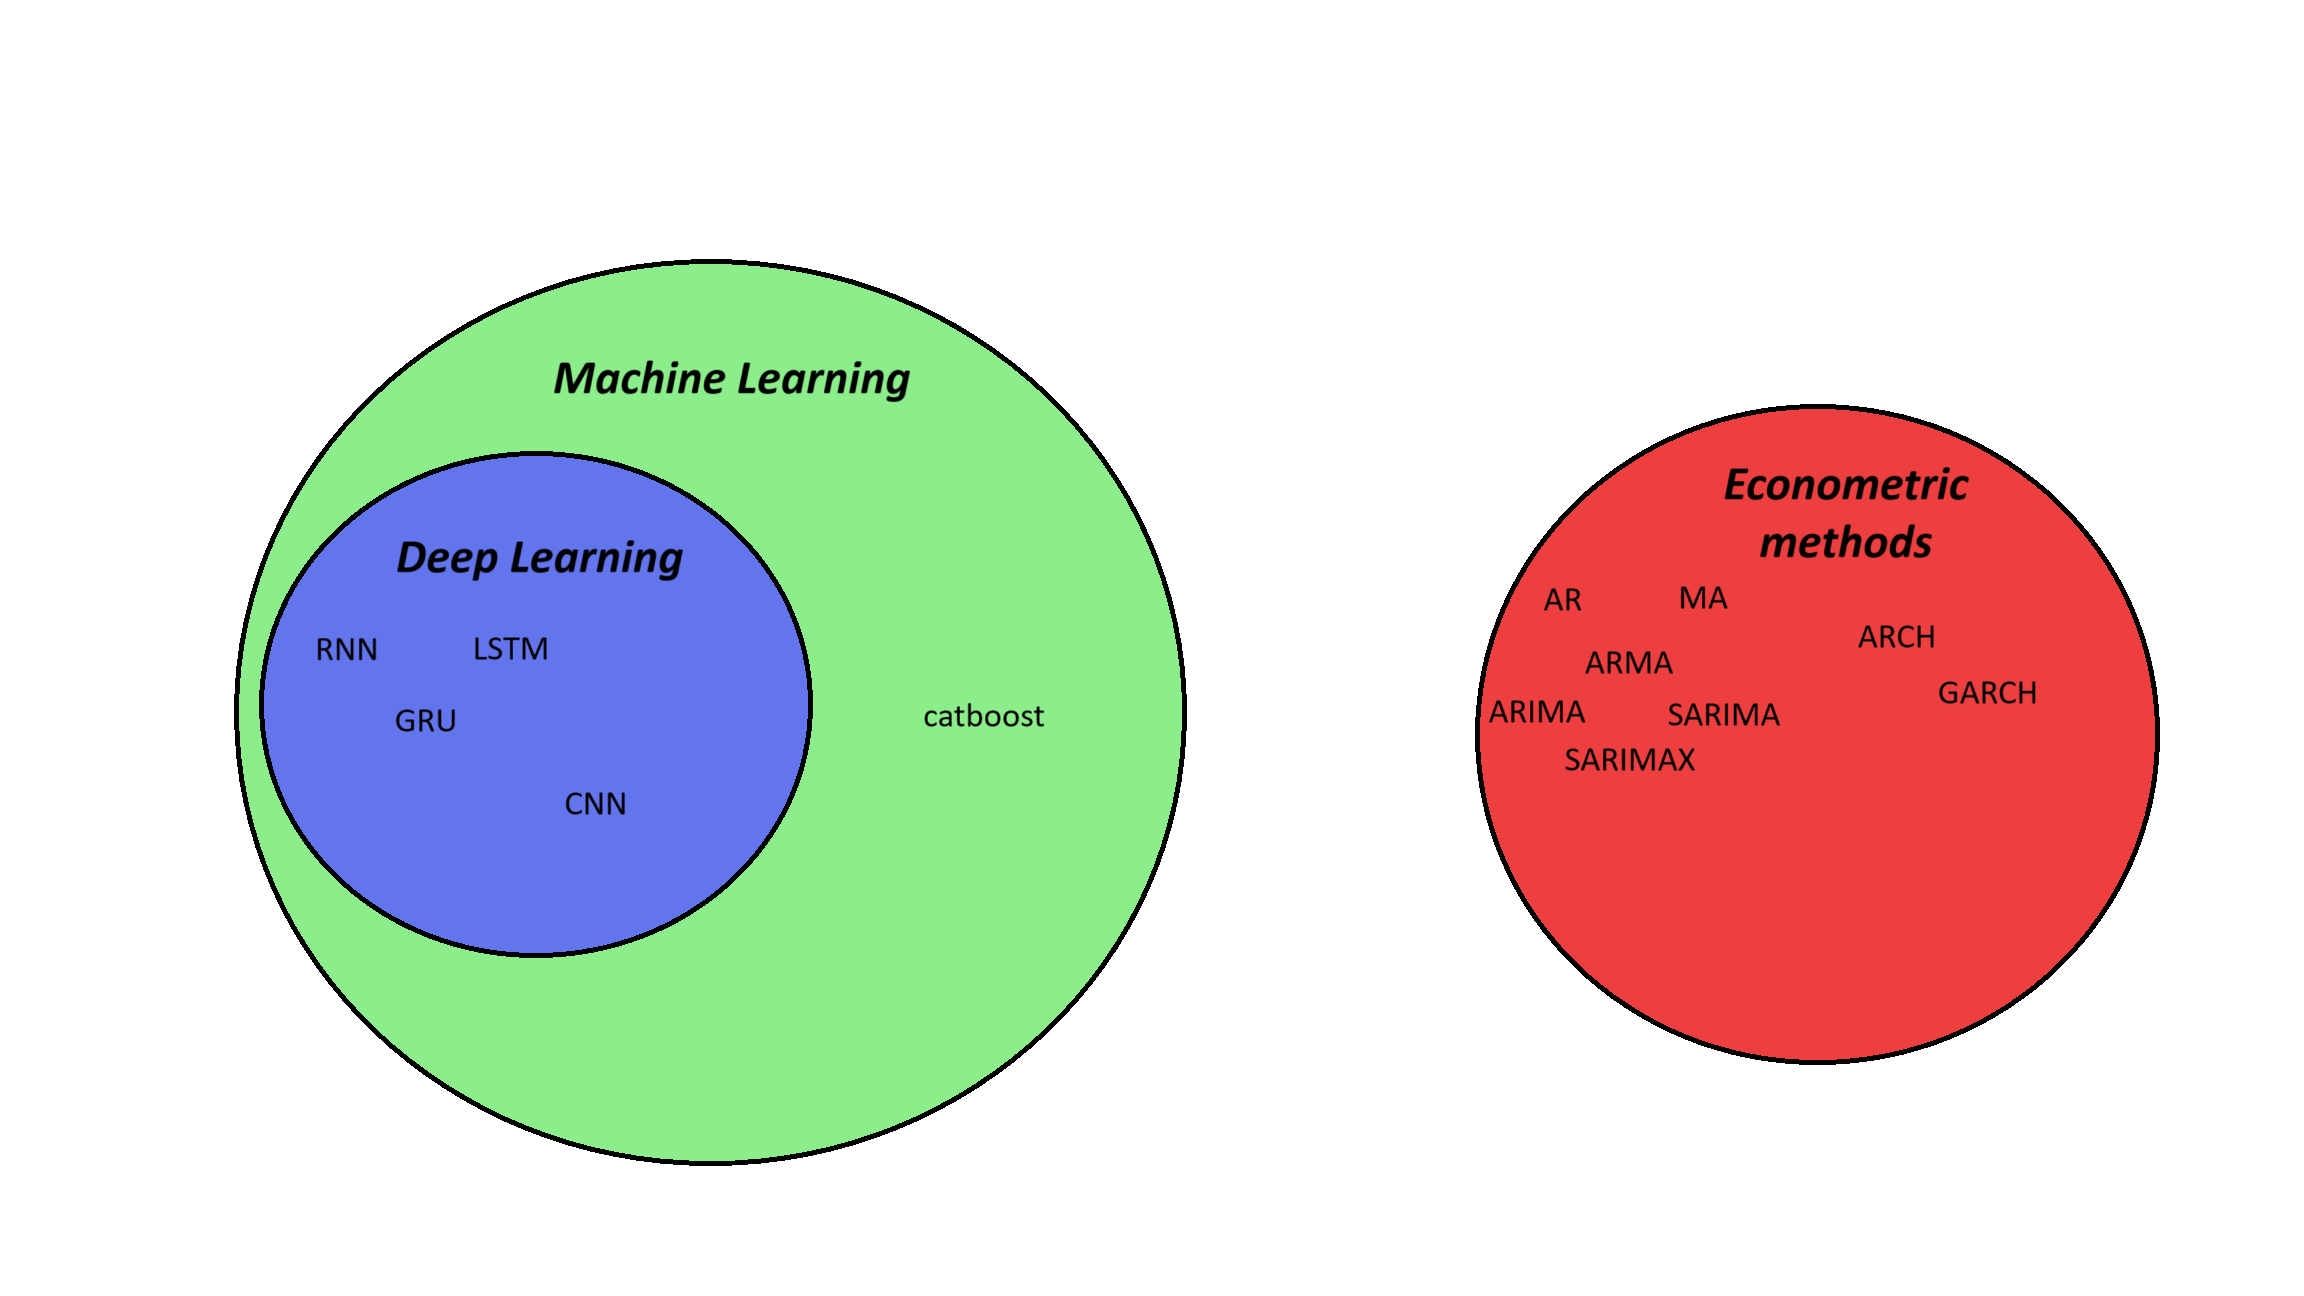 Machine Learning
Deep Learning
RNN LSTM
GRU
CNN
catboost
Econometric
methods
AR MA
ARCH
ARMA
GARCH
ARIMA SARIMA
SARIMAX